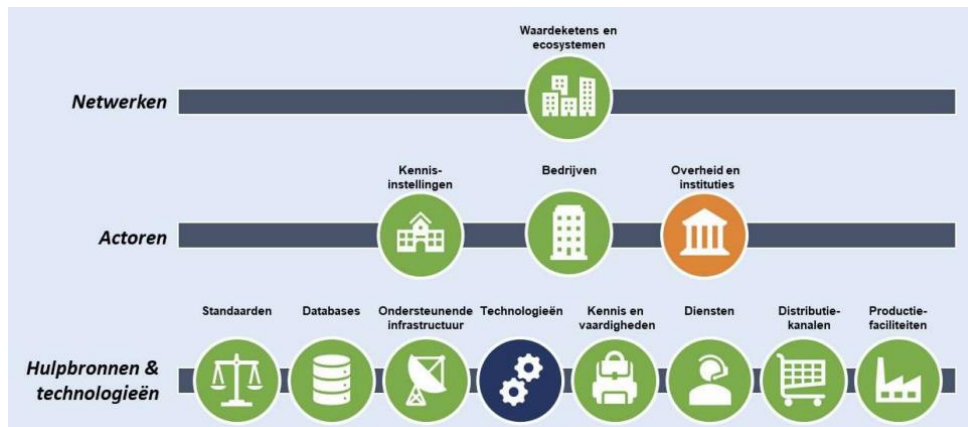 Waardeketens en
ecosystemen
Netwerken
Kennis-
instellingen
Bedrijven
Overheid en
instituties
Actoren
Standaarden
Databases
Ondersteunende
infrastructuur
Technologieën
Kennis en
vaardigheden
Diensten
Distributie-
kanalen
Productie-
faciliteiten
Hulpbronnen &
technologieën